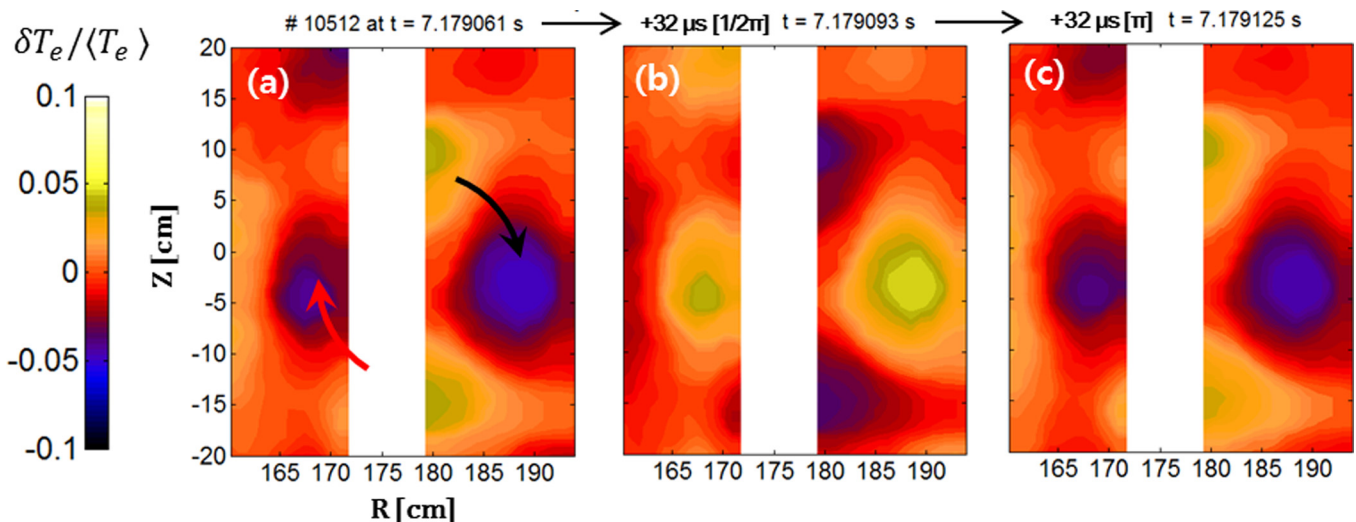 # 10512 at t = 7.179061 s
+32 μs [1/2π] t = 7.179093 s
+32 μs [π] t = 7.179125 s
δTₑ/⟨Tₑ⟩
0.1
0.05
0
-0.05
-0.1
Z [cm]
20
15
10
5
0
-5
-10
-15
-20
(a)
(b)
(c)
165 170 175 180 185 190
165 170 175 180 185 190
165 170 175 180 185 190
R [cm]